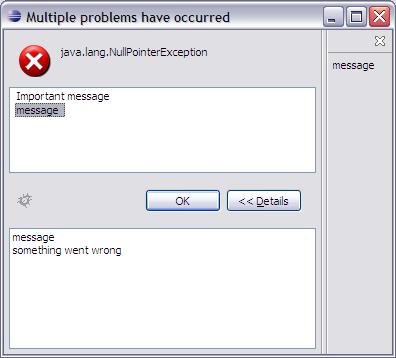 Multiple problems have occurred
java.lang.NullPointerException
Important message
message
OK
<< Details
message
something went wrong
message